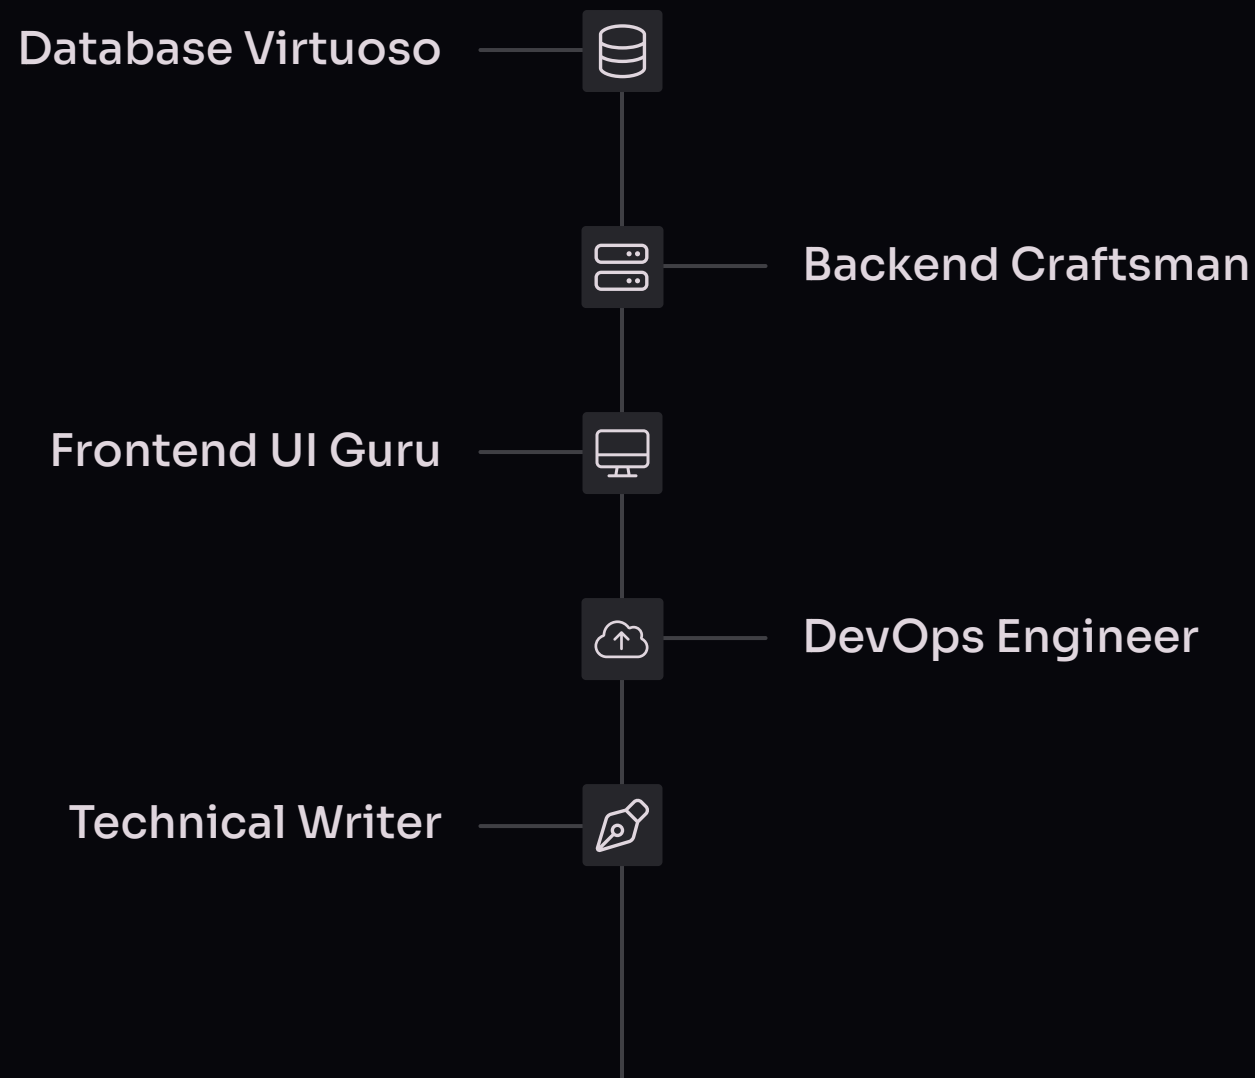 Database Virtuoso
Backend Craftsman
Frontend UI Guru
DevOps Engineer
Technical Writer